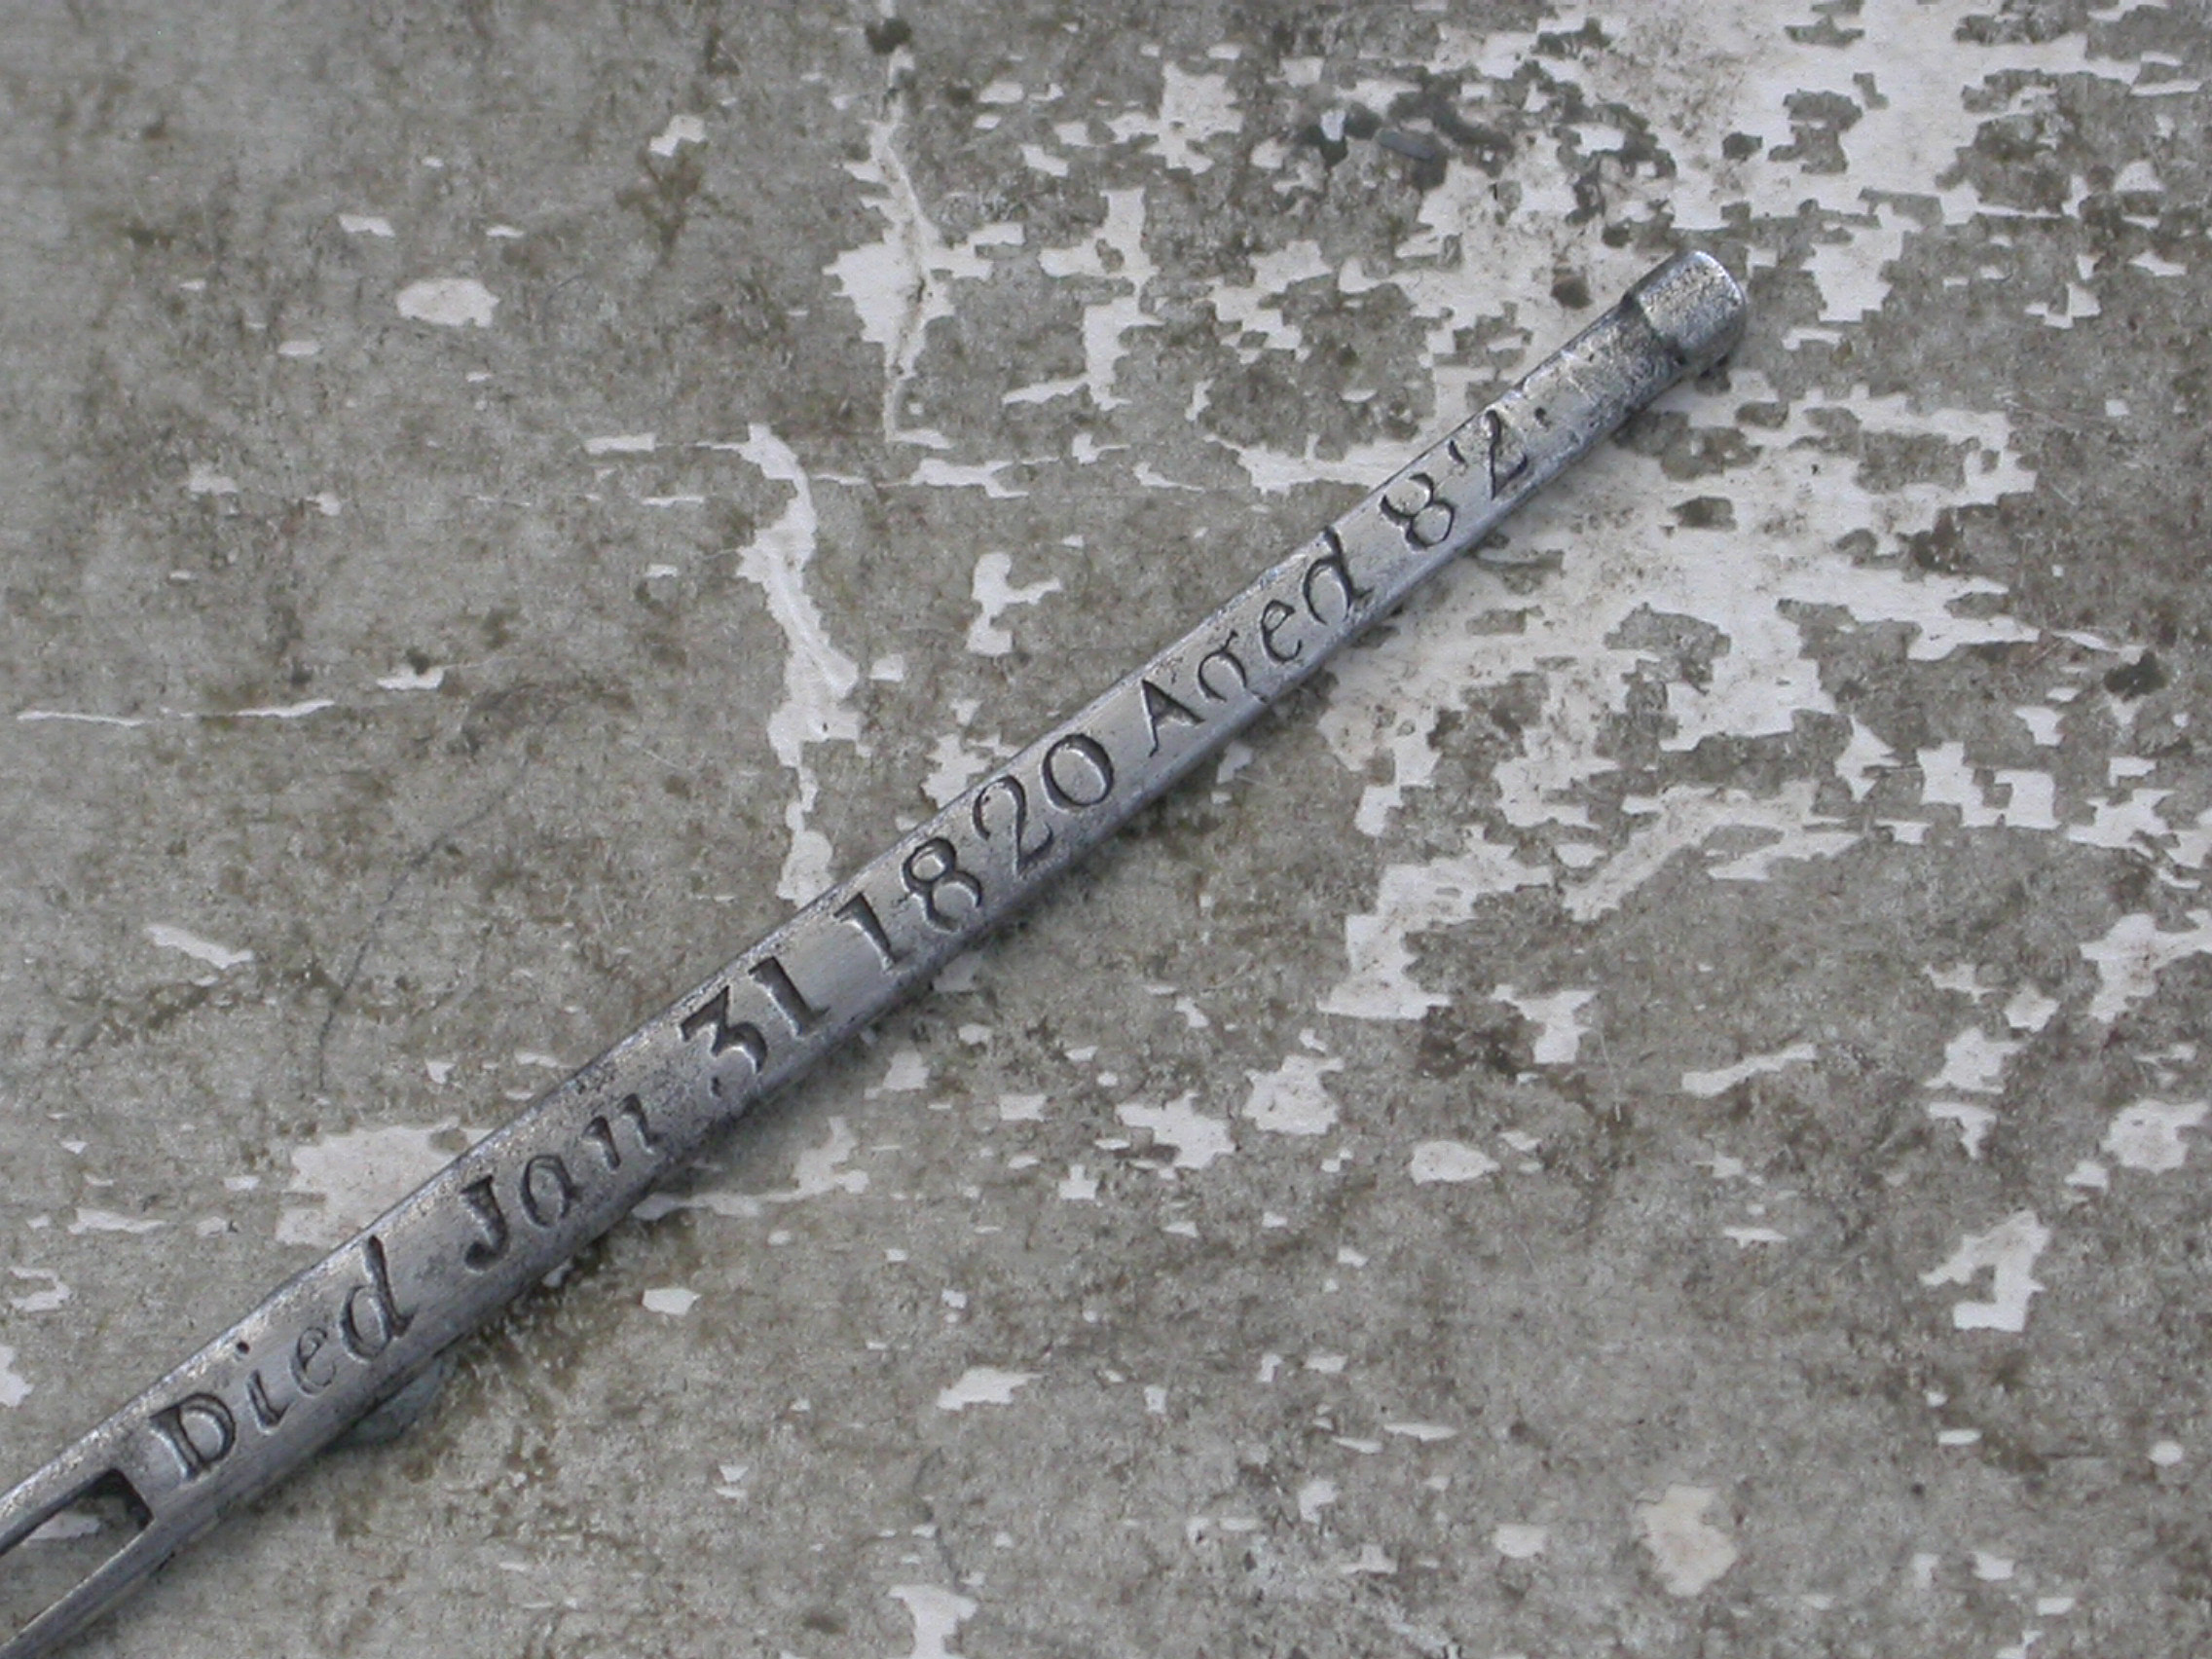 Died Jan 31 1820 Aged 82.